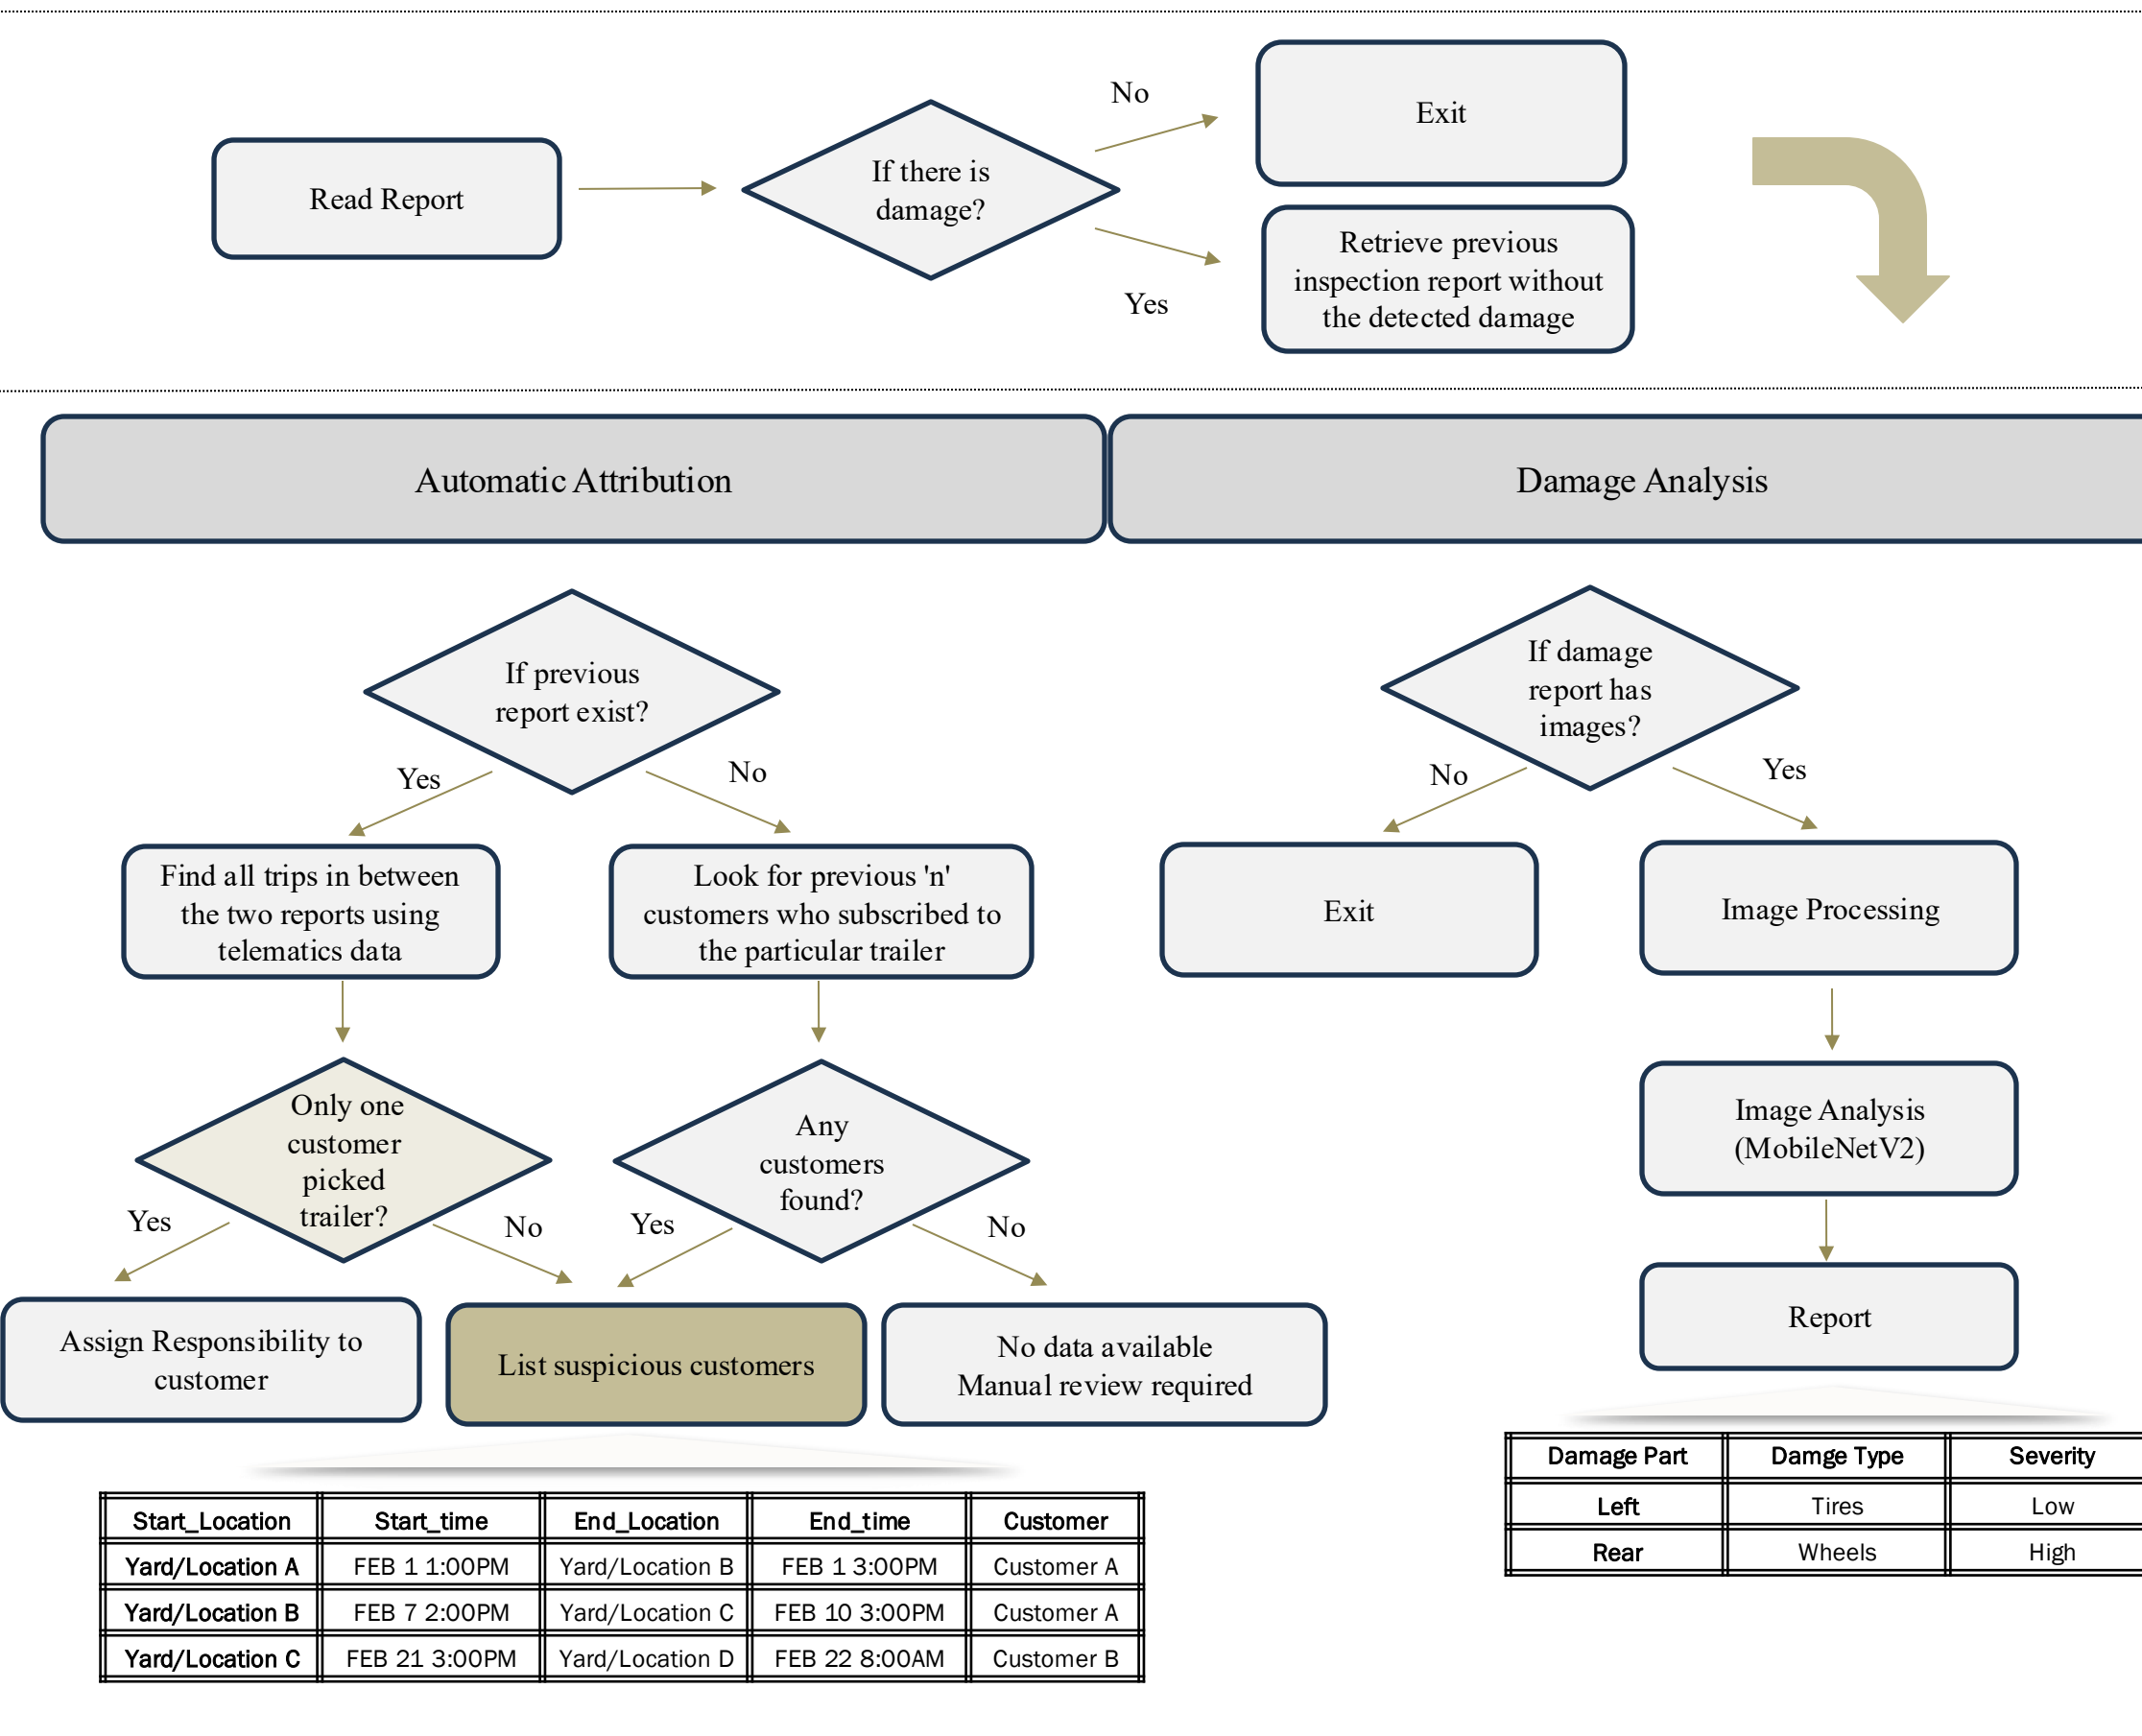 No
Exit
If there is
damage?
Read Report
Retrieve previous
inspection report without
the detected damage
Yes
Automatic Attribution
Damage Analysis
If previous
report exist?
If damage
report has
images?
Yes
No
No
Yes
Find all trips in between
the two reports using
telematics data
Look for previous 'n'
customers who subscribed to
the particular trailer
Exit
Image Processing
Only one
customer
picked
trailer?
Any
customers
found?
Image Analysis
(MobileNetV2)
Yes
No
Yes
No
Assign Responsibility to
customer
List suspicious customers
No data available
Manual review required
Report
Damage Part Damge Type Severity
Left Tires Low
Rear Wheels High
Start_Location Start_time End_Location End_time Customer
Yard/Location A FEB 1 1:00PM Yard/Location B FEB 1 3:00PM Customer A
Yard/Location B FEB 7 2:00PM Yard/Location C FEB 10 3:00PM Customer A
Yard/Location C FEB 21 3:00PM Yard/Location D FEB 22 8:00AM Customer B